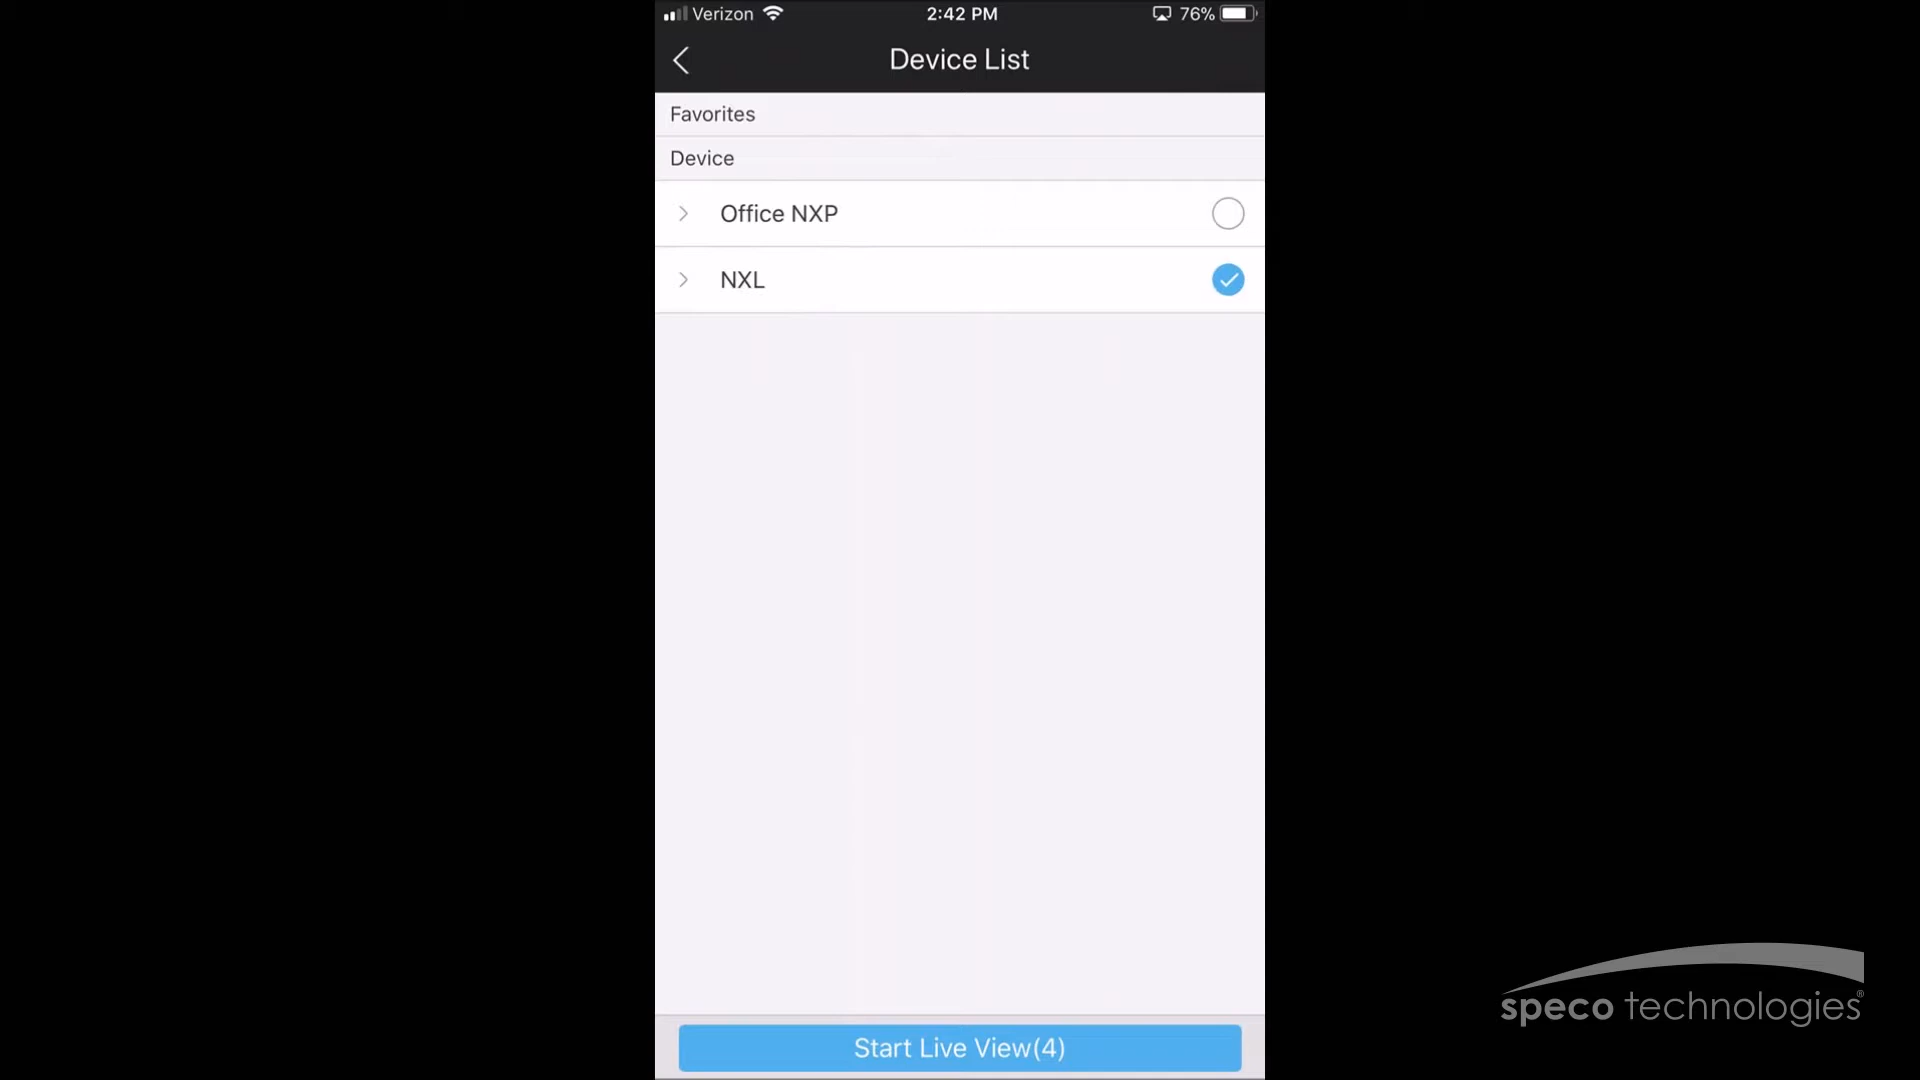 Verizon 2:42 PM 76%
Device List
Favorites
Device
Office NXP
NXL
Start Live View(4)
speco technologies®